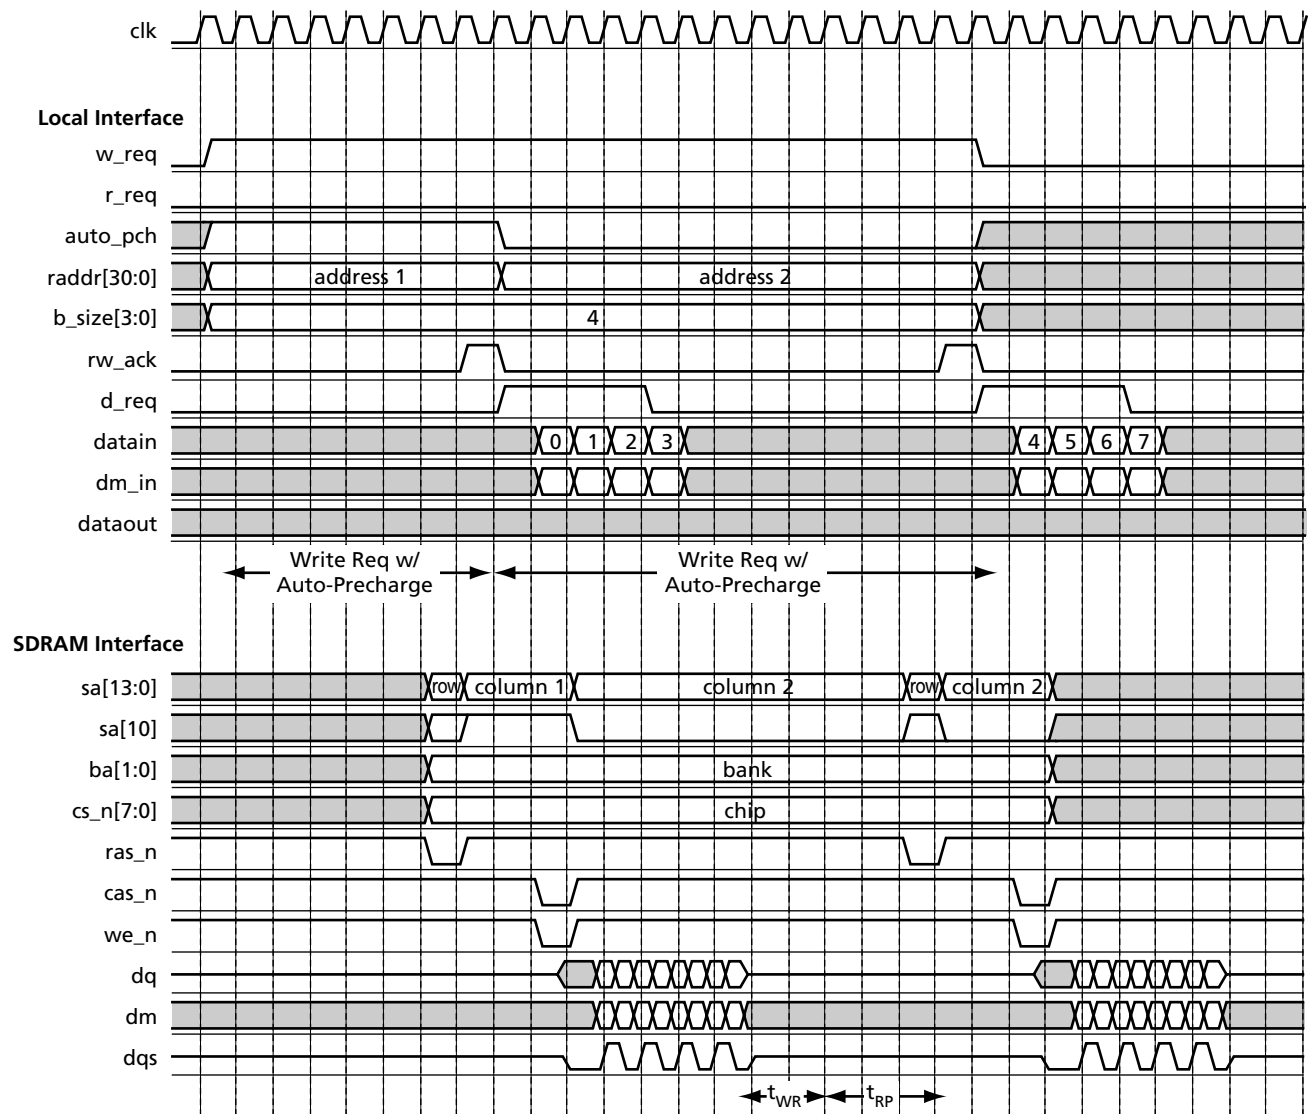 clk
Local Interface
w_req
r_req
auto_pch
raddr[30:0] address 1 address 2
b_size[3:0] 4
rw_ack
d_req
datain 0 1 2 3 4 5 6 7
dm_in
dataout
Write Req w/ Write Req w/
Auto-Precharge Auto-Precharge
SDRAM Interface
sa[13:0] row column 1 column 2 row column 2
sa[10]
ba[1:0] bank
cs_n[7:0] chip
ras_n
cas_n
we_n
dq
dm
dqs
tWR tRP